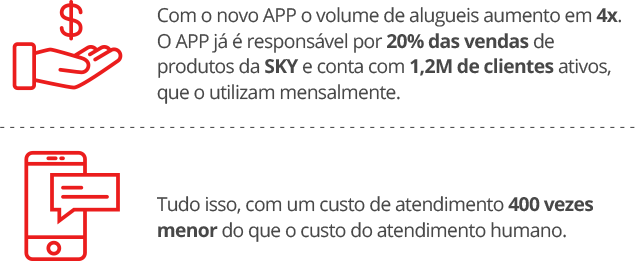 Com o novo APP o volume de alugueis aumento em 4x.
O APP já é responsável por 20% das vendas de
produtos da SKY e conta com 1,2M de clientes ativos,
que o utilizam mensalmente.
Tudo isso, com um custo de atendimento 400 vezes
menor do que o custo do atendimento humano.